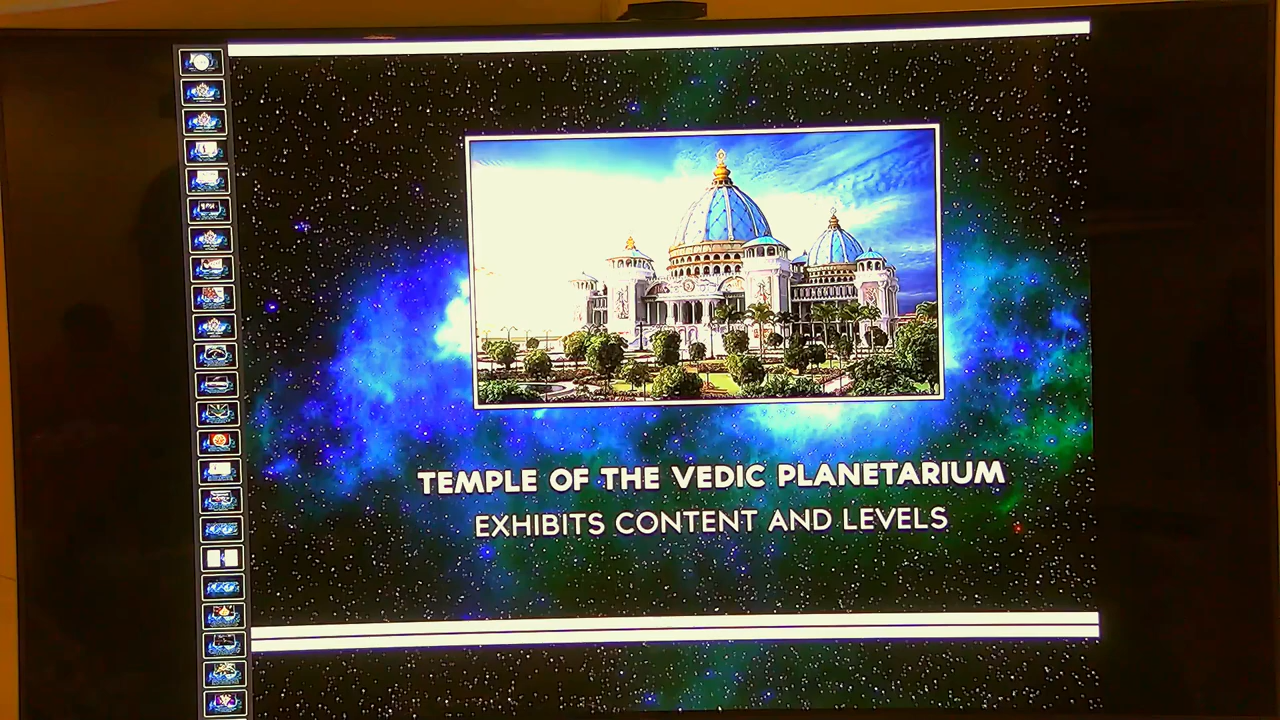 TEMPLE OF THE VEDIC PLANETARIUM
EXHIBITS CONTENT AND LEVELS